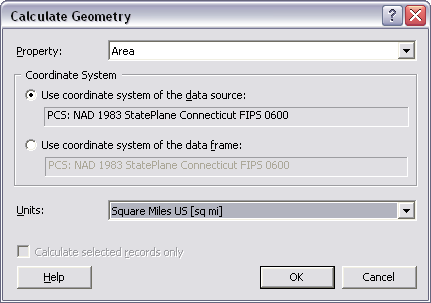 Calculate Geometry
Property: Area
Coordinate System
Use coordinate system of the data source:
PCS: NAD 1983 StatePlane Connecticut FIPS 0600
Use coordinate system of the data frame:
PCS: NAD 1983 StatePlane Connecticut FIPS 0600
Units: Square Miles US [sq mi]
Calculate selected records only
Help OK Cancel